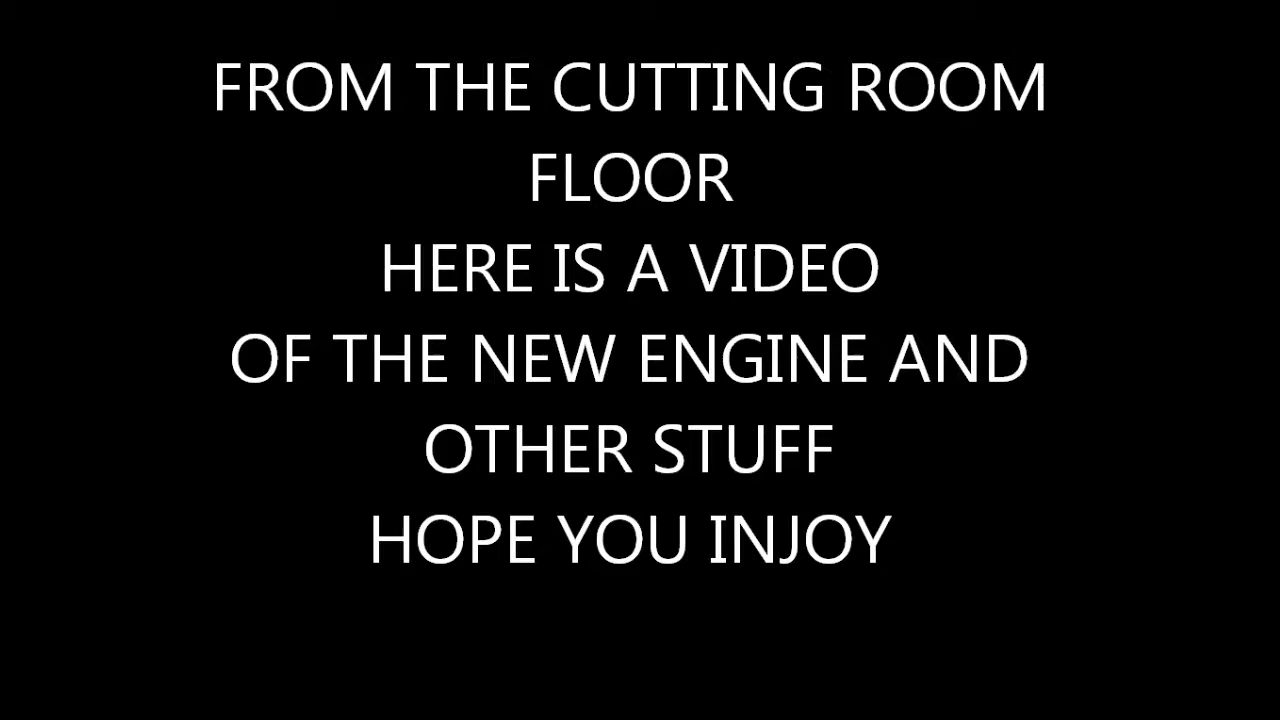 FROM THE CUTTING ROOM
FLOOR
HERE IS A VIDEO
OF THE NEW ENGINE AND
OTHER STUFF
HOPE YOU INJOY